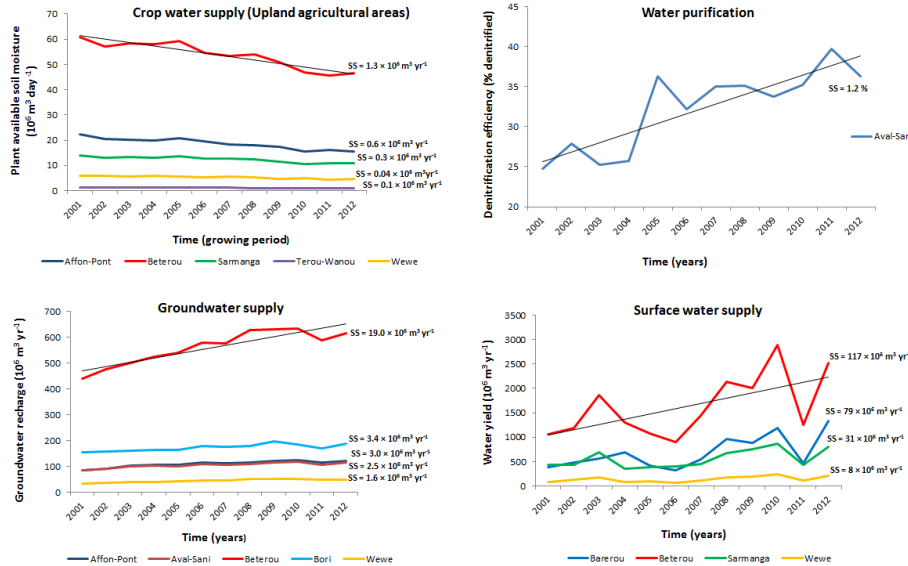 Crop water supply (Upland agricultural areas)
Plant available soil moisture
(10⁶ m³ day⁻¹)
70
60
50
40
30
20
10
0
SS = 1.3 × 10⁶ m³ yr⁻¹
SS = 0.6 × 10⁶ m³ yr⁻¹
SS = 0.3 × 10⁶ m³ yr⁻¹
SS = 0.04 × 10⁶ m³yr⁻¹
SS = 0.1 × 10⁶ m³ yr⁻¹
2001 2002 2003 2004 2005 2006 2007 2008 2009 2010 2011 2012
Time (growing period)
Affon-Pont Beterou Sarmanga Terou-Wanou Wewe
Water purification
Denitrification efficiency (% denitrified)
45
40
35
30
25
20
SS = 1.2 %
Aval-San
2001 2002 2003 2004 2005 2006 2007 2008 2009 2010 2011 2012
Time (years)
Groundwater supply
Groundwater recharge (10⁶ m³ yr⁻¹)
700
600
500
400
300
200
100
0
SS = 19.0 × 10⁶ m³ yr⁻¹
SS = 3.4 × 10⁶ m³ yr⁻¹
SS = 3.0 × 10⁶ m³ yr⁻¹
SS = 2.5 × 10⁶ m³ yr⁻¹
SS = 1.6 × 10⁶ m³ yr⁻¹
2001 2002 2003 2004 2005 2006 2007 2008 2009 2010 2011 2012
Time (years)
Affon-Pont Aval-Sani Beterou Bori Wewe
Surface water supply
Water yield (10⁶ m³ yr⁻¹)
3500
3000
2500
2000
1500
1000
500
0
SS = 117 × 10⁶ m³ yr⁻
SS = 79 × 10⁶ m³ yr⁻¹
SS = 31 × 10⁶ m³ yr⁻¹
SS = 8 × 10⁶ m³ yr⁻¹
2001 2002 2003 2004 2005 2006 2007 2008 2009 2010 2011 2012
Time (years)
Barerou Beterou Sarmanga Wewe